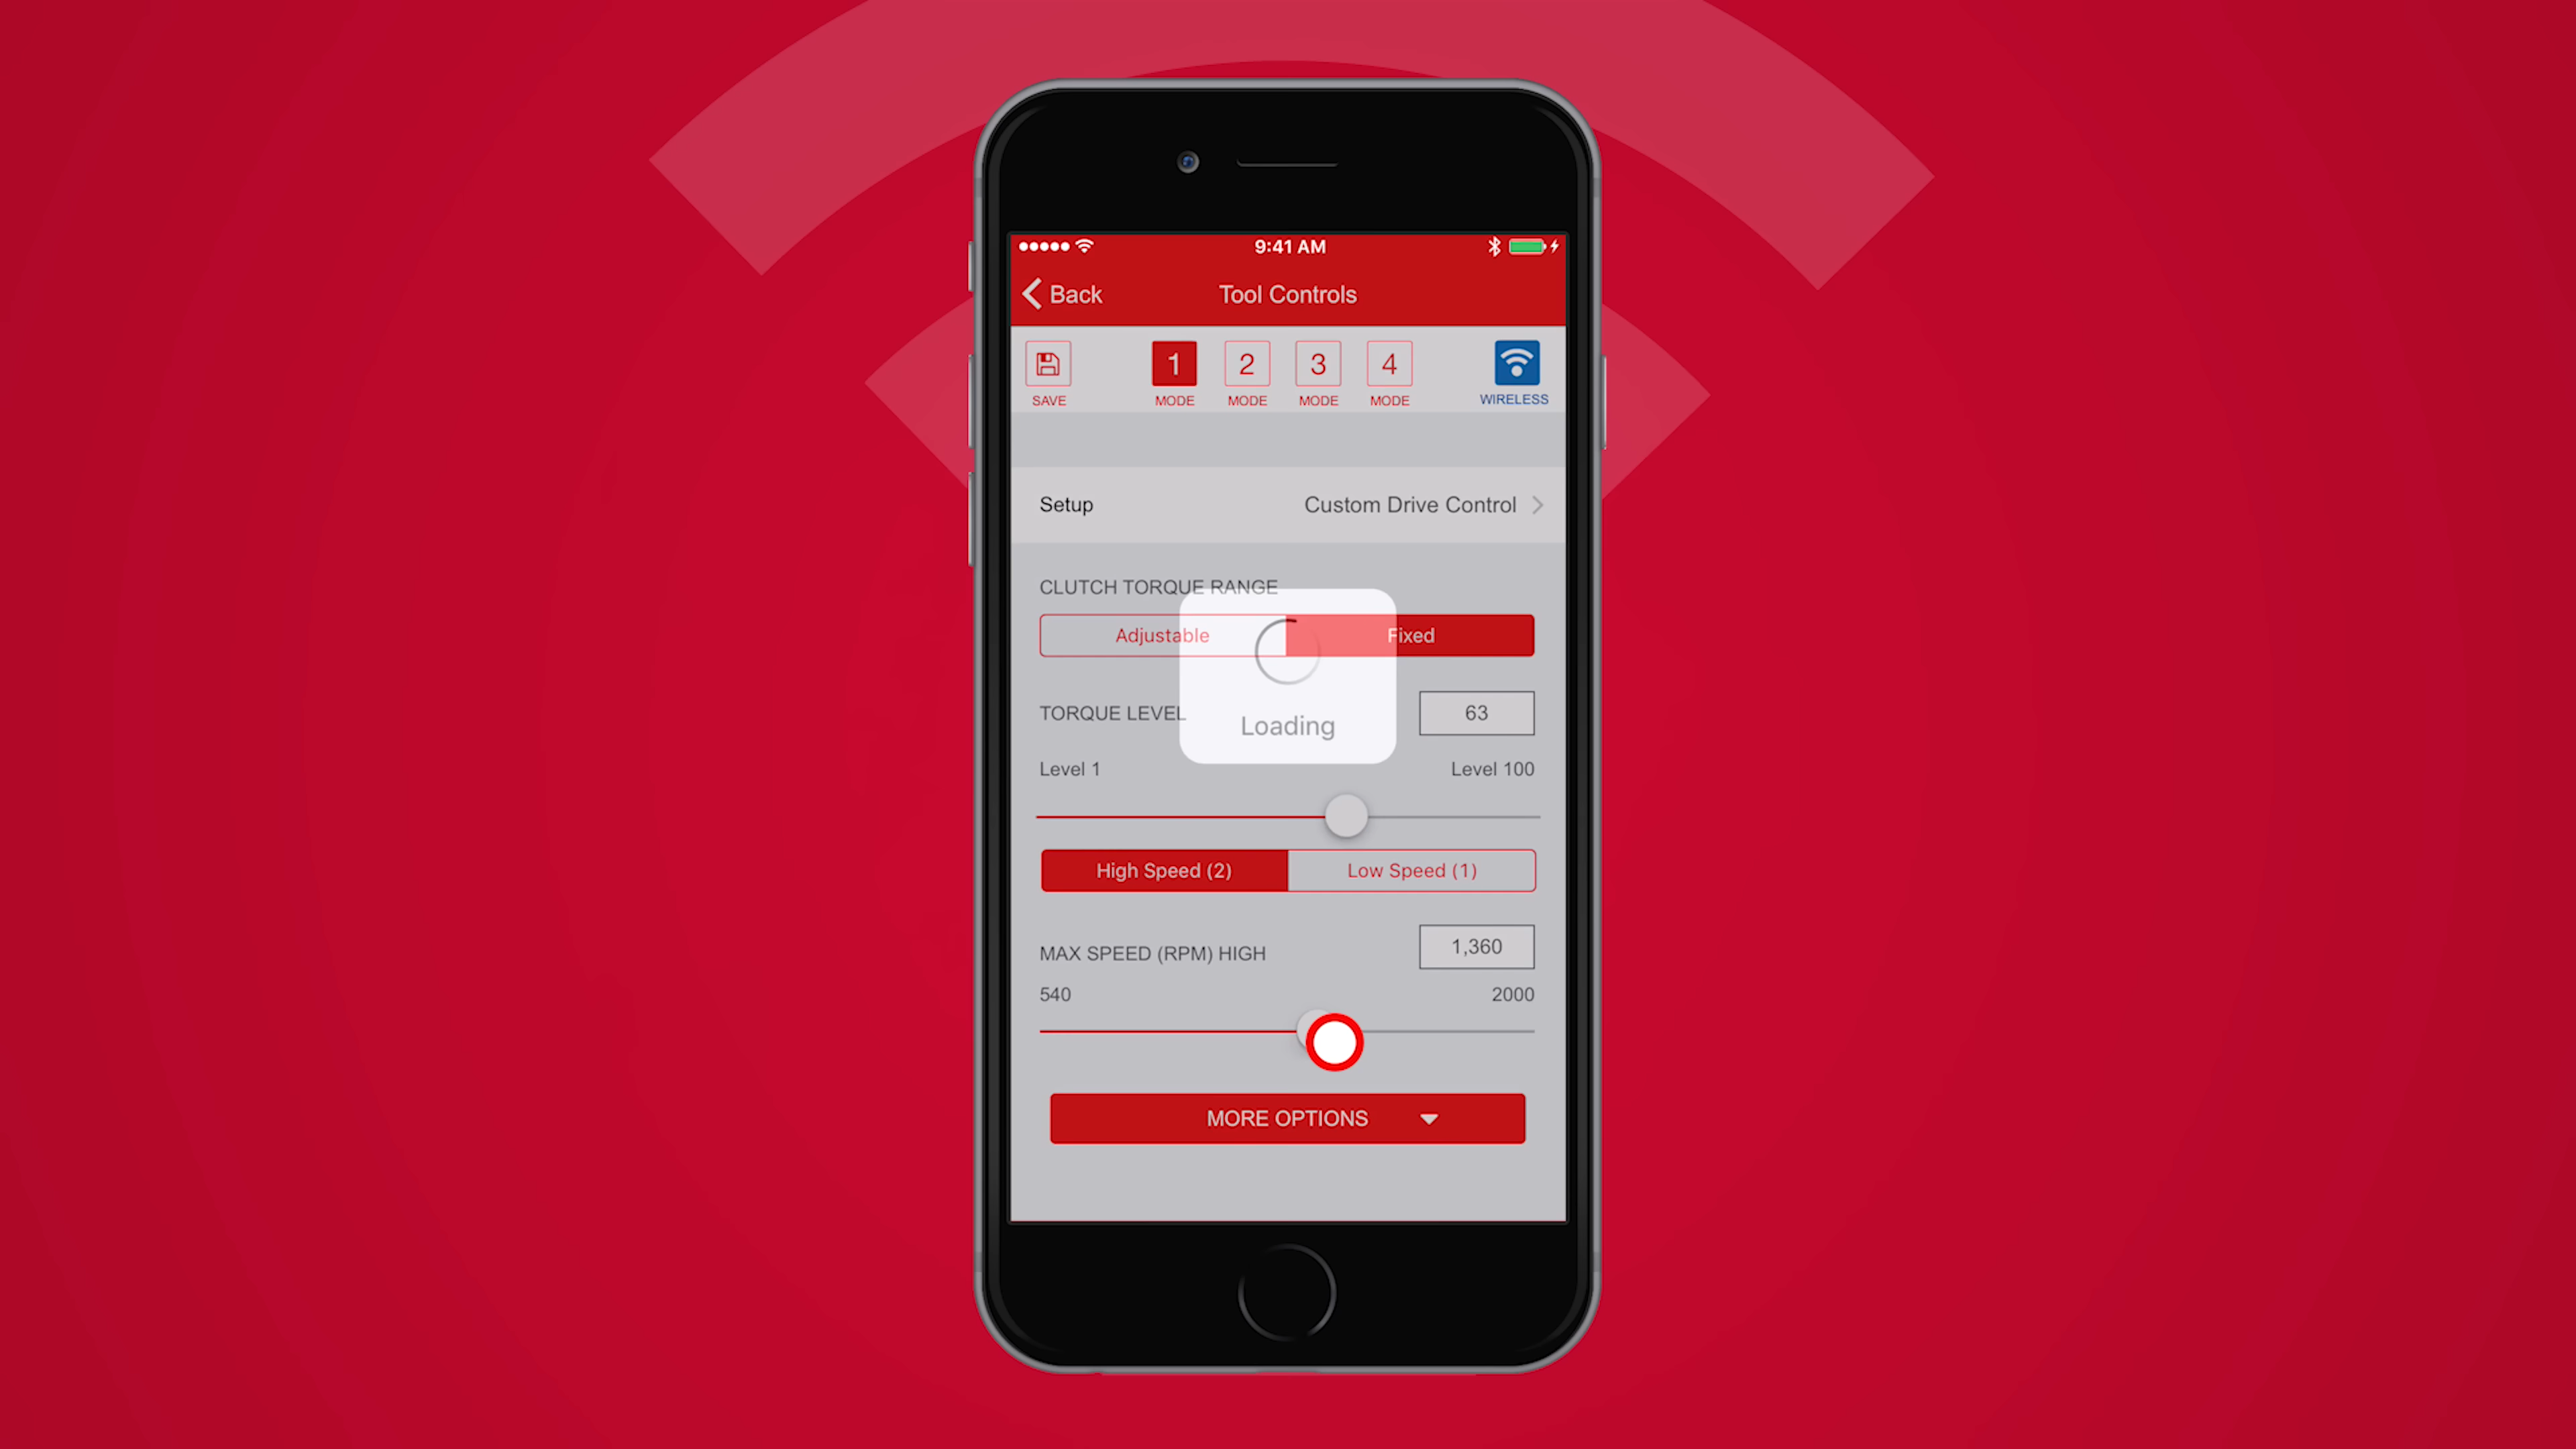 9:41 AM
Back
Tool Controls
1
2
3
4
SAVE
MODE
MODE
MODE
MODE
WIRELESS
Setup
Custom Drive Control
CLUTCH TORQUE RANGE
Adjustable
Fixed
TORQUE LEVEL
63
Loading
Level 1
Level 100
High Speed (2)
Low Speed (1)
MAX SPEED (RPM) HIGH
1,360
540
2000
MORE OPTIONS